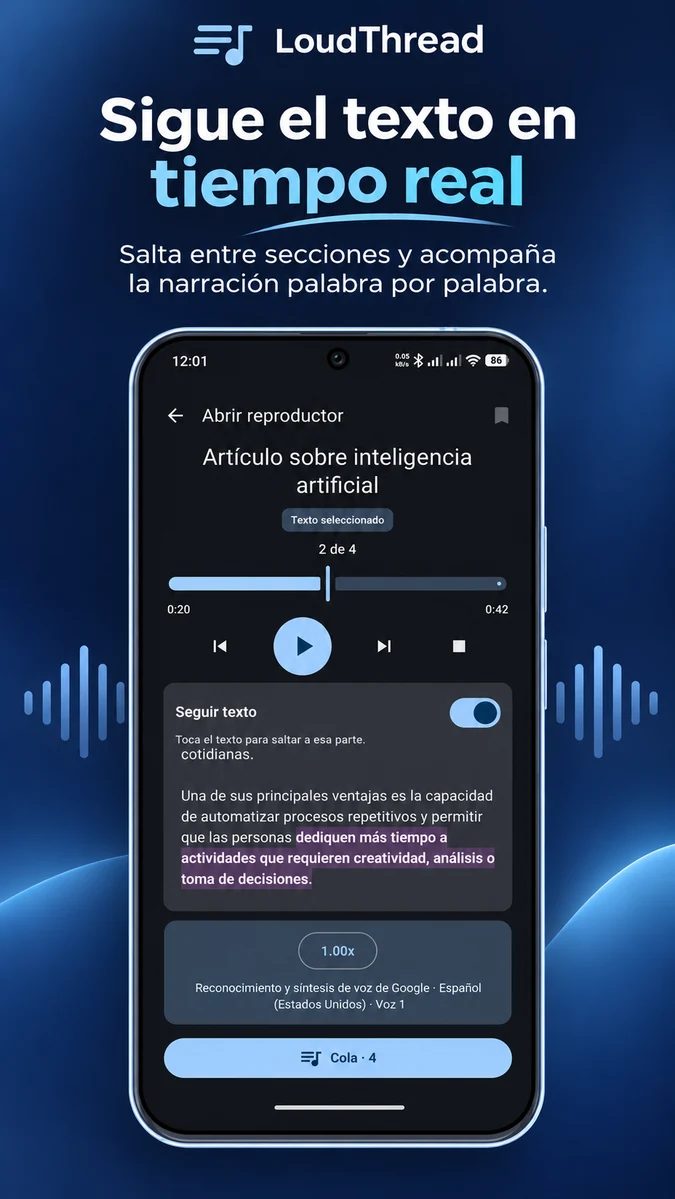 LoudThread
Sigue el texto en
tiempo real
Salta entre secciones y acompaña
la narración palabra por palabra.
12:01
0.05
kB/s
86
Abrir reproductor
Artículo sobre inteligencia
artificial
Texto seleccionado
2 de 4
0:20
0:42
Seguir texto
Toca el texto para saltar a esa parte.
cotidianas.
Una de sus principales ventajas es la capacidad
de automatizar procesos repetitivos y permitir
que las personas dediquen más tiempo a
actividades que requieren creatividad, análisis o
toma de decisiones.
1.00x
Reconocimiento y síntesis de voz de Google · Español
(Estados Unidos) · Voz 1
Cola · 4